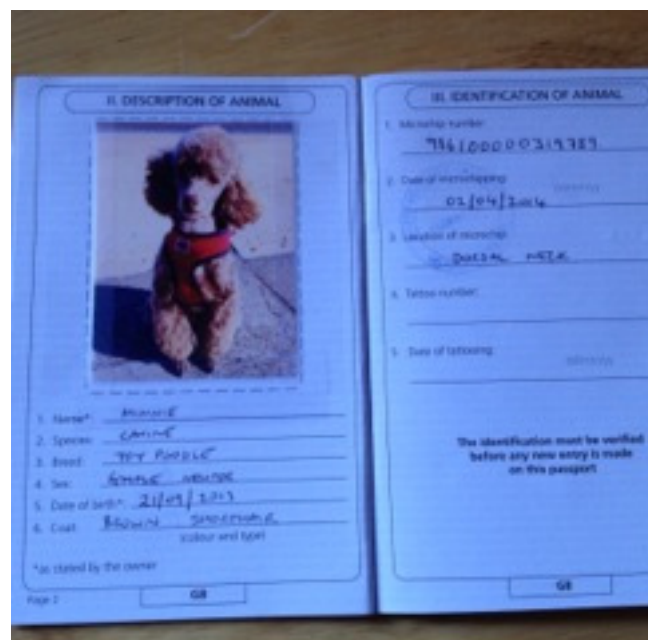 II. DESCRIPTION OF ANIMAL
1. Name*: MINNIE
2. Species: CANINE
3. Breed: TOY POODLE
4. Sex: FEMALE NEUTER
5. Date of birth*: 21/09/2013
6. Coat: BROWN
(colour and type)
*as stated by the owner
Page 2
GB
III. IDENTIFICATION OF ANIMAL
1. Microchip number:
2. Date of microchipping:
02/04/2014
3. Location of microchip:
DORSAL NECK
4. Tattoo number:
5. Date of tattooing:
The identification must be verified
before any new entry is made
on this passport
GB